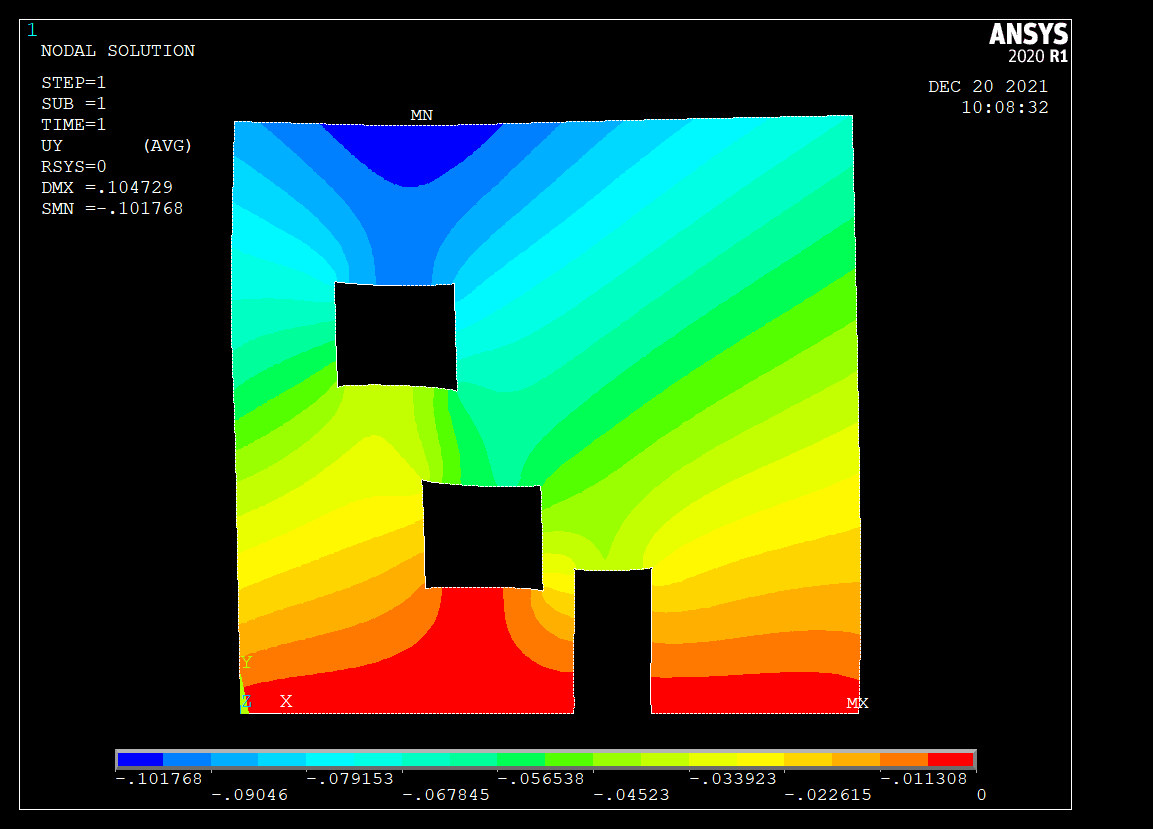 1
ANSYS
2020 R1
NODAL SOLUTION
STEP=1
SUB =1
TIME=1
UY (AVG)
RSYS=0
DMX =.104729
SMN =-.101768
DEC 20 2021
10:08:32
MN
Y
Z X
MX
-.101768 -.079153 -.056538 -.033923 -.011308
-.09046 -.067845 -.04523 -.022615 0